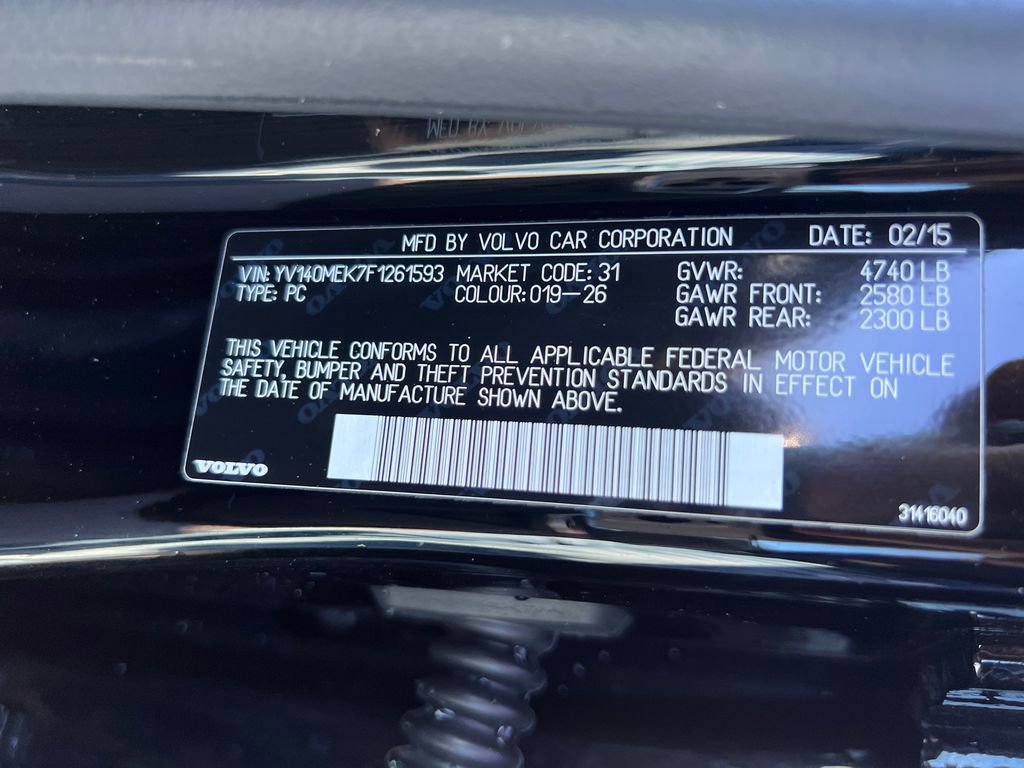 MFD BY VOLVO CAR CORPORATION DATE: 02/15
VIN: YV140MEK7F1261593 MARKET CODE: 31 GVWR: 4740 LB
TYPE: PC COLOUR: 019-26 GAWR FRONT: 2580 LB
GAWR REAR: 2300 LB
THIS VEHICLE CONFORMS TO ALL APPLICABLE FEDERAL MOTOR VEHICLE
SAFETY, BUMPER AND THEFT PREVENTION STANDARDS IN EFFECT ON
THE DATE OF MANUFACTURE SHOWN ABOVE.
VOLVO
31416040